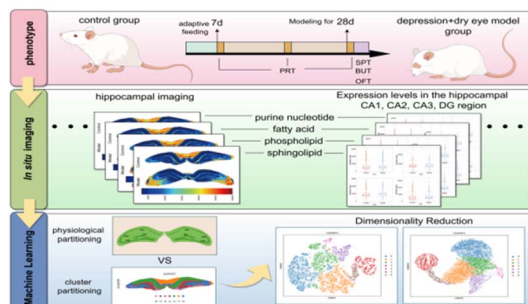 phenotype
control group
adaptive
feeding
7d
Modeling for
28d
PRT
SPT
BUT
OFT
depression+dry eye model
group
In situ imaging
hippocampal imaging
Expression levels in the hippocampal
CA1, CA2, CA3, DG region
purine nucleotide
fatty acid
phospholipid
sphingolipid
Machine Learning
physiological
partitioning
VS
cluster
partitioning
Dimensionality Reduction